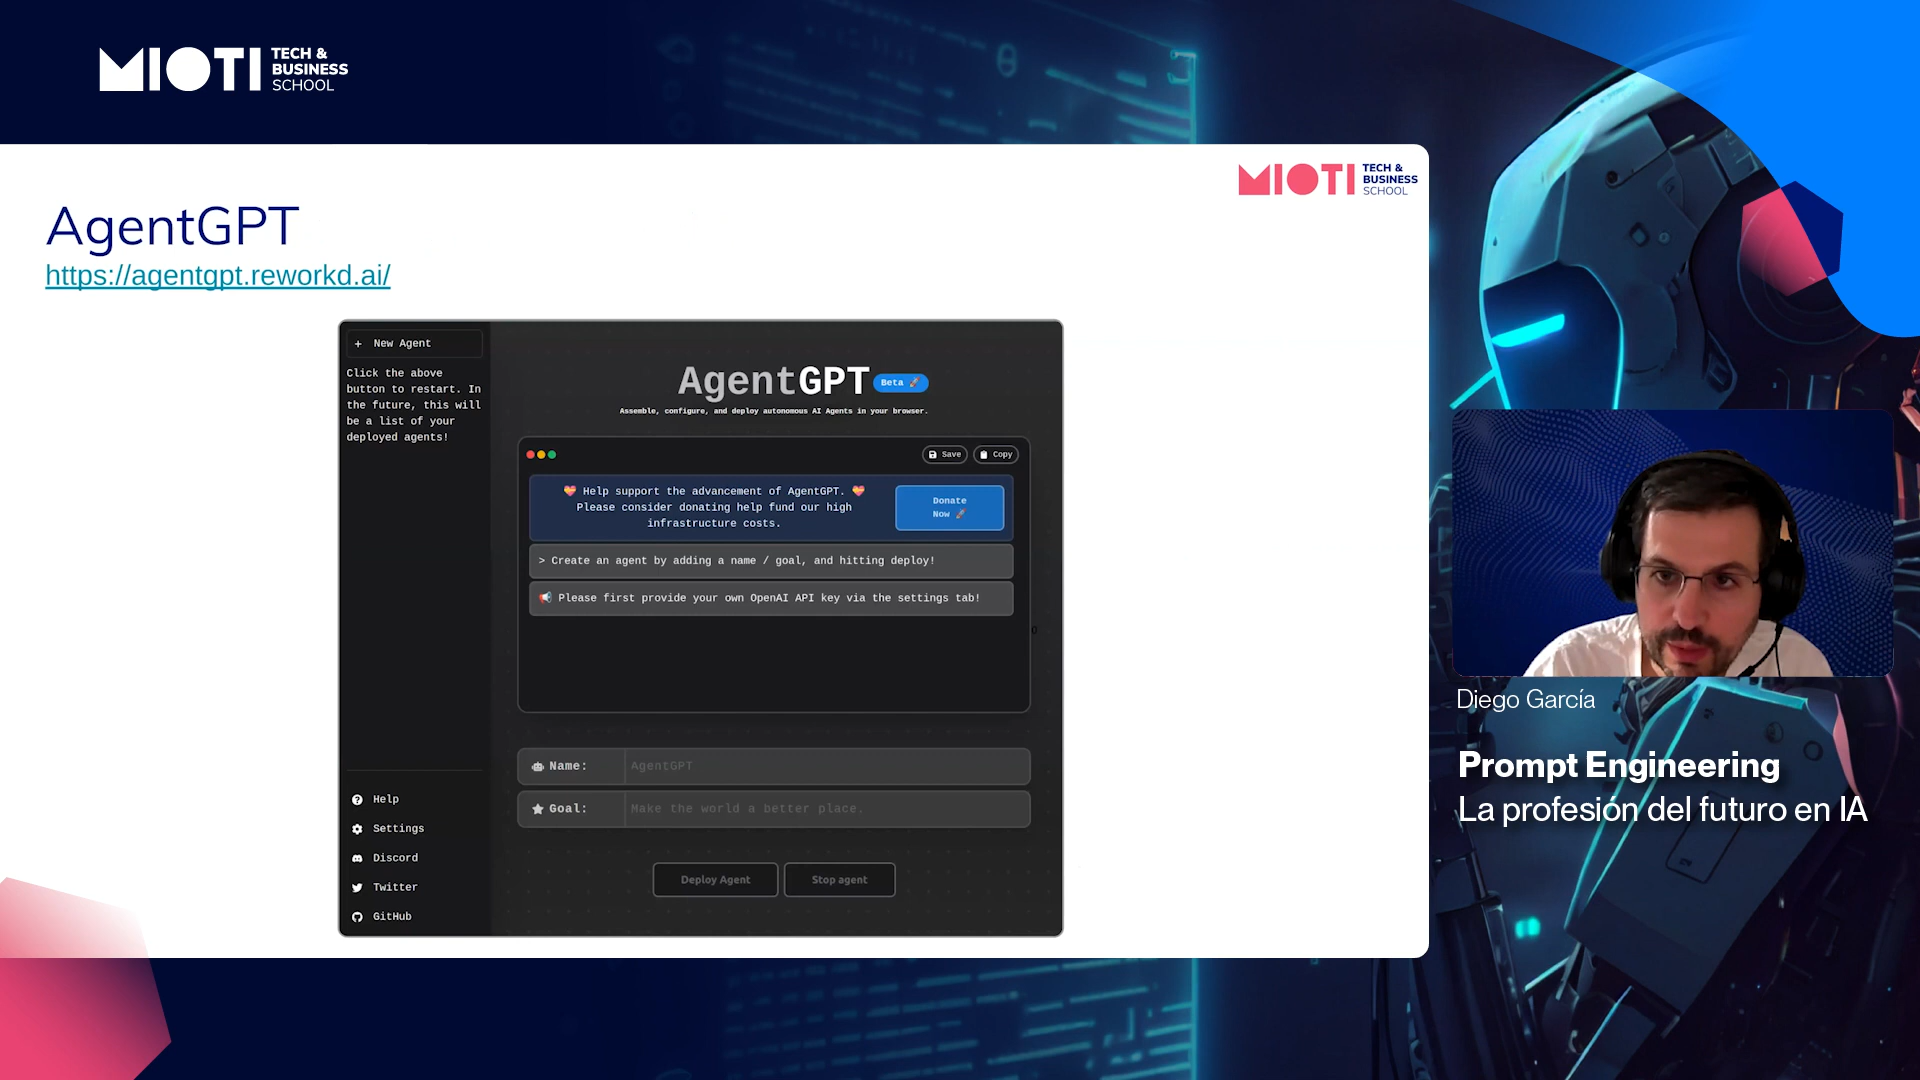 MIOTI TECH &
BUSINESS
SCHOOL
MIOTI TECH &
BUSINESS
SCHOOL
AgentGPT
https://agentgpt.reworkd.ai/
+ New Agent
Click the above
button to restart. In
the future, this will
be a list of your
deployed agents!
AgentGPT Beta 🚀
Assemble, configure, and deploy autonomous AI Agents in your browser.
Save Copy
💝 Help support the advancement of AgentGPT. 💝
Please consider donating help fund our high
infrastructure costs.
Donate
Now 🚀
> Create an agent by adding a name / goal, and hitting deploy!
📢 Please first provide your own OpenAI API key via the settings tab!
Name: AgentGPT
Goal: Make the world a better place.
Deploy Agent Stop agent
Help
Settings
Discord
Twitter
GitHub
Diego García
Prompt Engineering
La profesión del futuro en IA